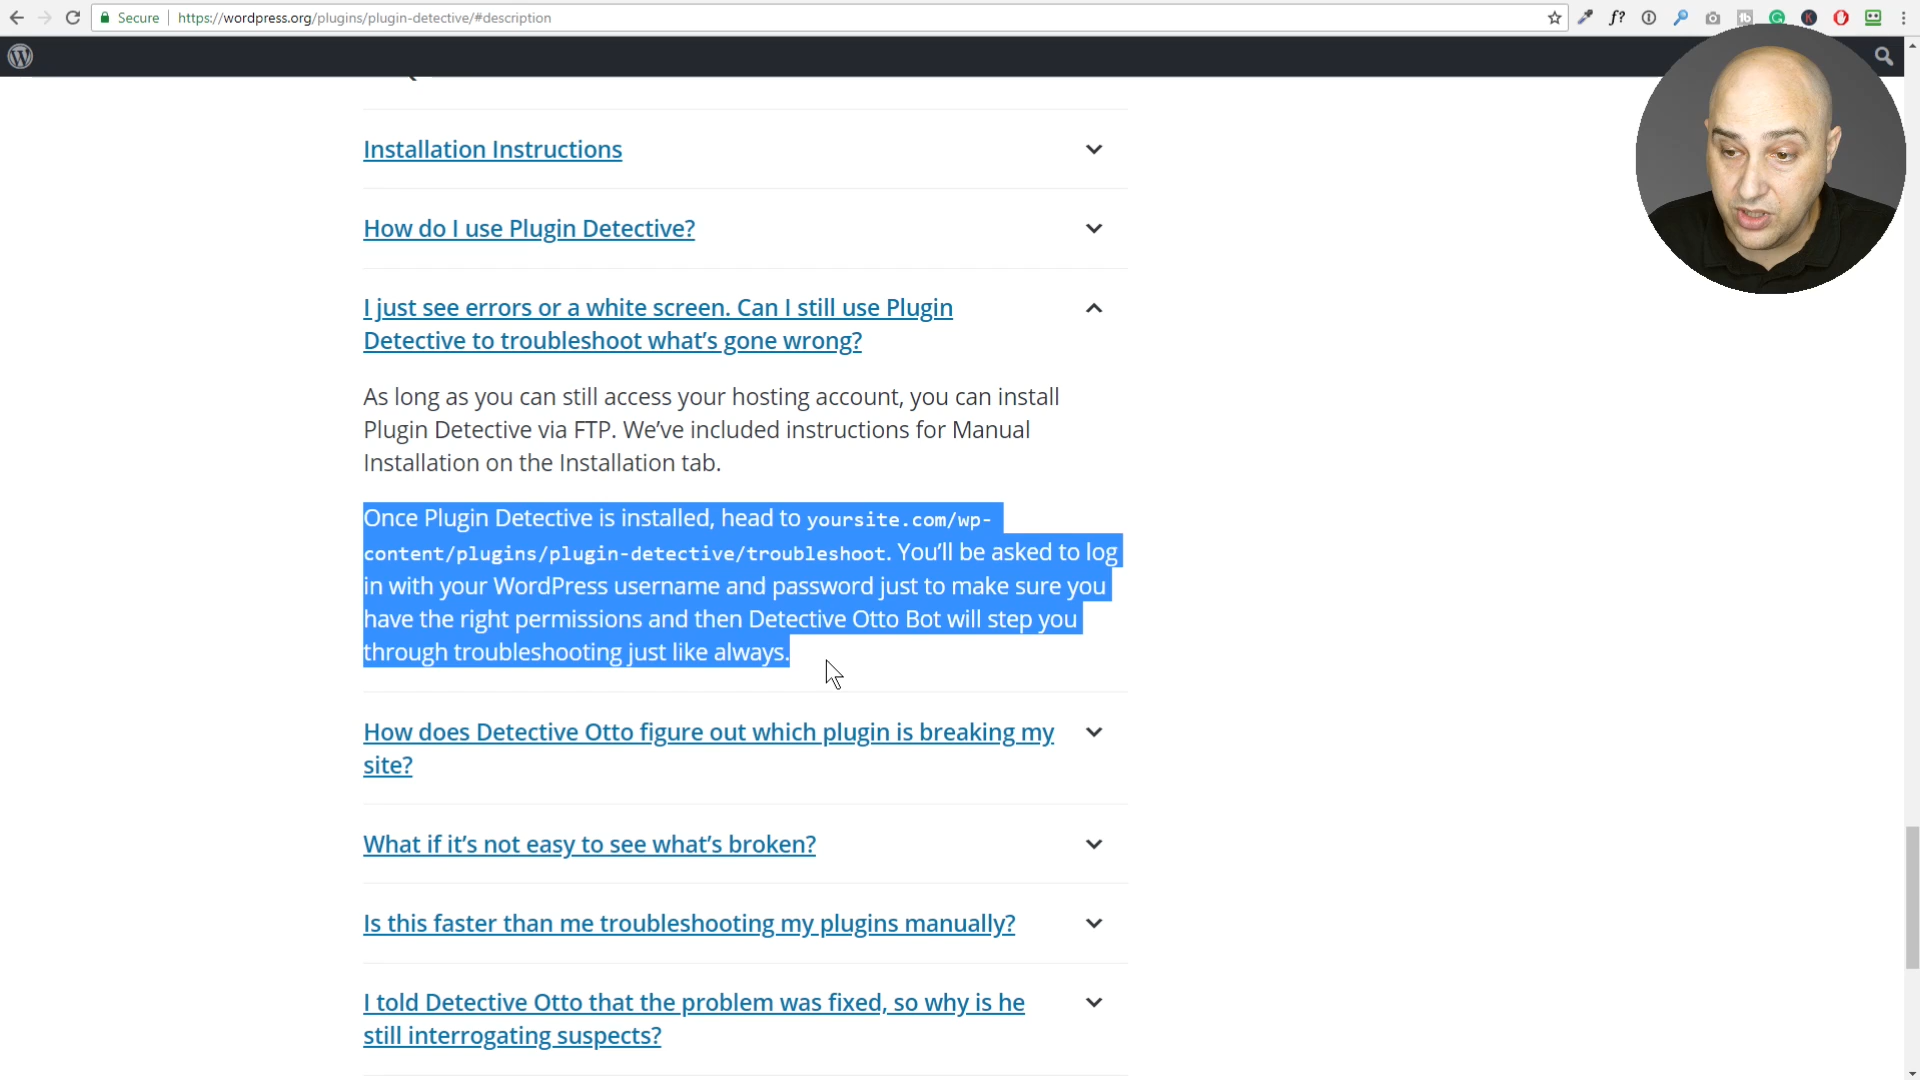 Secure
https://wordpress.org/plugins/plugin-detective/#description
Installation Instructions
How do I use Plugin Detective?
I just see errors or a white screen. Can I still use Plugin
Detective to troubleshoot what’s gone wrong?
As long as you can still access your hosting account, you can install
Plugin Detective via FTP. We’ve included instructions for Manual
Installation on the Installation tab.
Once Plugin Detective is installed, head to yoursite.com/wp-
content/plugins/plugin-detective/troubleshoot. You’ll be asked to log
in with your WordPress username and password just to make sure you
have the right permissions and then Detective Otto Bot will step you
through troubleshooting just like always.
How does Detective Otto figure out which plugin is breaking my
site?
What if it’s not easy to see what’s broken?
Is this faster than me troubleshooting my plugins manually?
I told Detective Otto that the problem was fixed, so why is he
still interrogating suspects?